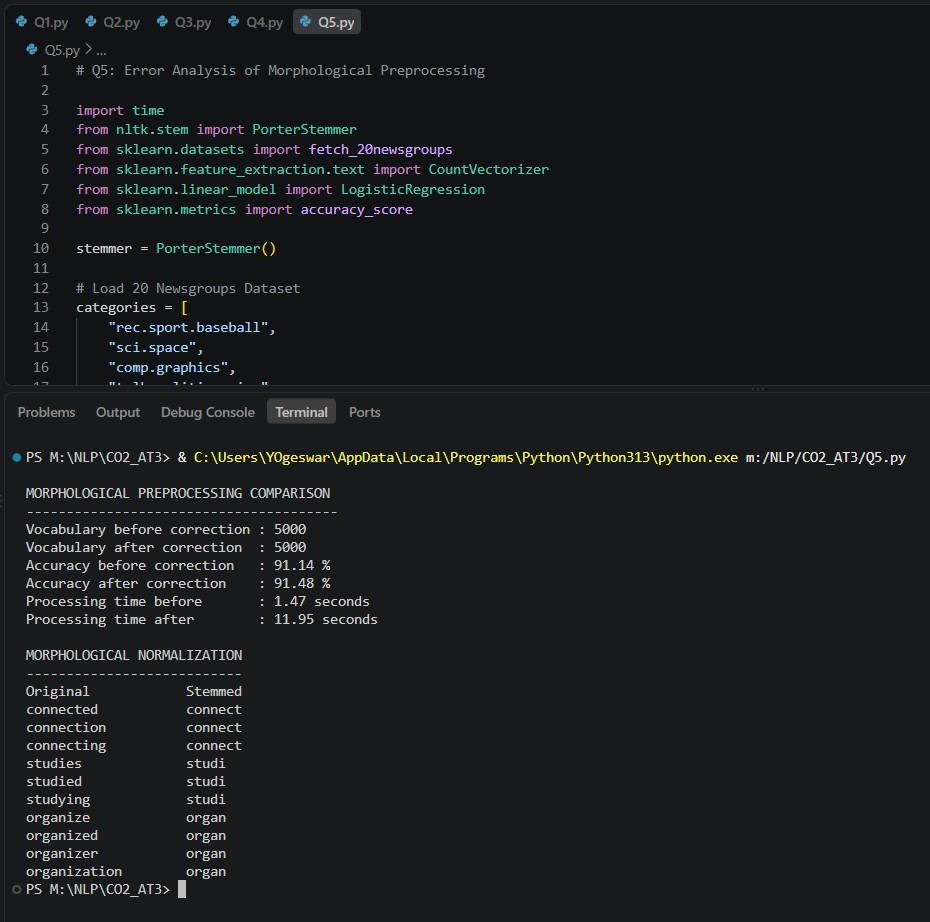 Q1.py Q2.py Q3.py Q4.py Q5.py
Q5.py > ...
1 # Q5: Error Analysis of Morphological Preprocessing
2
3 import time
4 from nltk.stem import PorterStemmer
5 from sklearn.datasets import fetch_20newsgroups
6 from sklearn.feature_extraction.text import CountVectorizer
7 from sklearn.linear_model import LogisticRegression
8 from sklearn.metrics import accuracy_score
9
10 stemmer = PorterStemmer()
11
12 # Load 20 Newsgroups Dataset
13 categories = [
14 "rec.sport.baseball",
15 "sci.space",
16 "comp.graphics",
17
Problems Output Debug Console Terminal Ports
PS M:\NLP\CO2_AT3> & C:\Users\YOgeswar\AppData\Local\Programs\Python\Python313\python.exe m:/NLP/CO2_AT3/Q5.py
MORPHOLOGICAL PREPROCESSING COMPARISON
---------------------------------------
Vocabulary before correction : 5000
Vocabulary after correction  : 5000
Accuracy before correction   : 91.14 %
Accuracy after correction    : 91.48 %
Processing time before       : 1.47 seconds
Processing time after        : 11.95 seconds
MORPHOLOGICAL NORMALIZATION
---------------------------
Original            Stemmed
connected           connect
connection          connect
connecting          connect
studies             studi
studied             studi
studying            studi
organize            organ
organized           organ
organizer           organ
organization        organ
PS M:\NLP\CO2_AT3>